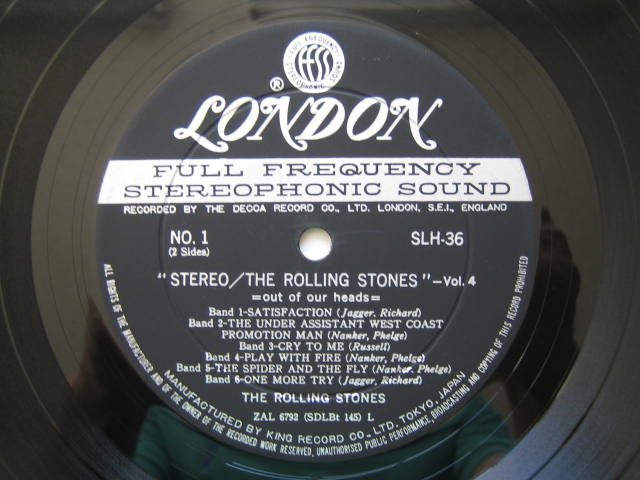 FULL FREQUENCY
ffss
STEREOPHONIC SOUND
®
LONDON
FULL FREQUENCY
STEREOPHONIC SOUND
RECORDED BY THE DECCA RECORD CO., LTD. LONDON, S.E.I., ENGLAND
NO. 1
(2 Sides)
SLH-36
"STEREO/THE ROLLING STONES"-Vol. 4
=out of our heads=
Band 1-SATISFACTION (Jagger, Richard)
Band 2-THE UNDER ASSISTANT WEST COAST
PROMOTION MAN (Nanker, Phelge)
Band 3-CRY TO ME (Russell)
Band 4-PLAY WITH FIRE (Nanker, Phelge)
Band 5-THE SPIDER AND THE FLY (Nanker, Phelge)
Band 6-ONE MORE TRY (Jagger, Richard)
THE ROLLING STONES
ZAL 6792 (SDLBt 145) L
MANUFACTURED BY KING RECORD CO., LTD. TOKYO, JAPAN
ALL RIGHTS OF THE MANUFACTURER AND OF THE OWNER OF THE RECORDED WORK RESERVED, UNAUTHORISED PUBLIC PERFORMANCE, BROADCASTING AND COPYING OF THIS RECORD PROHIBITED